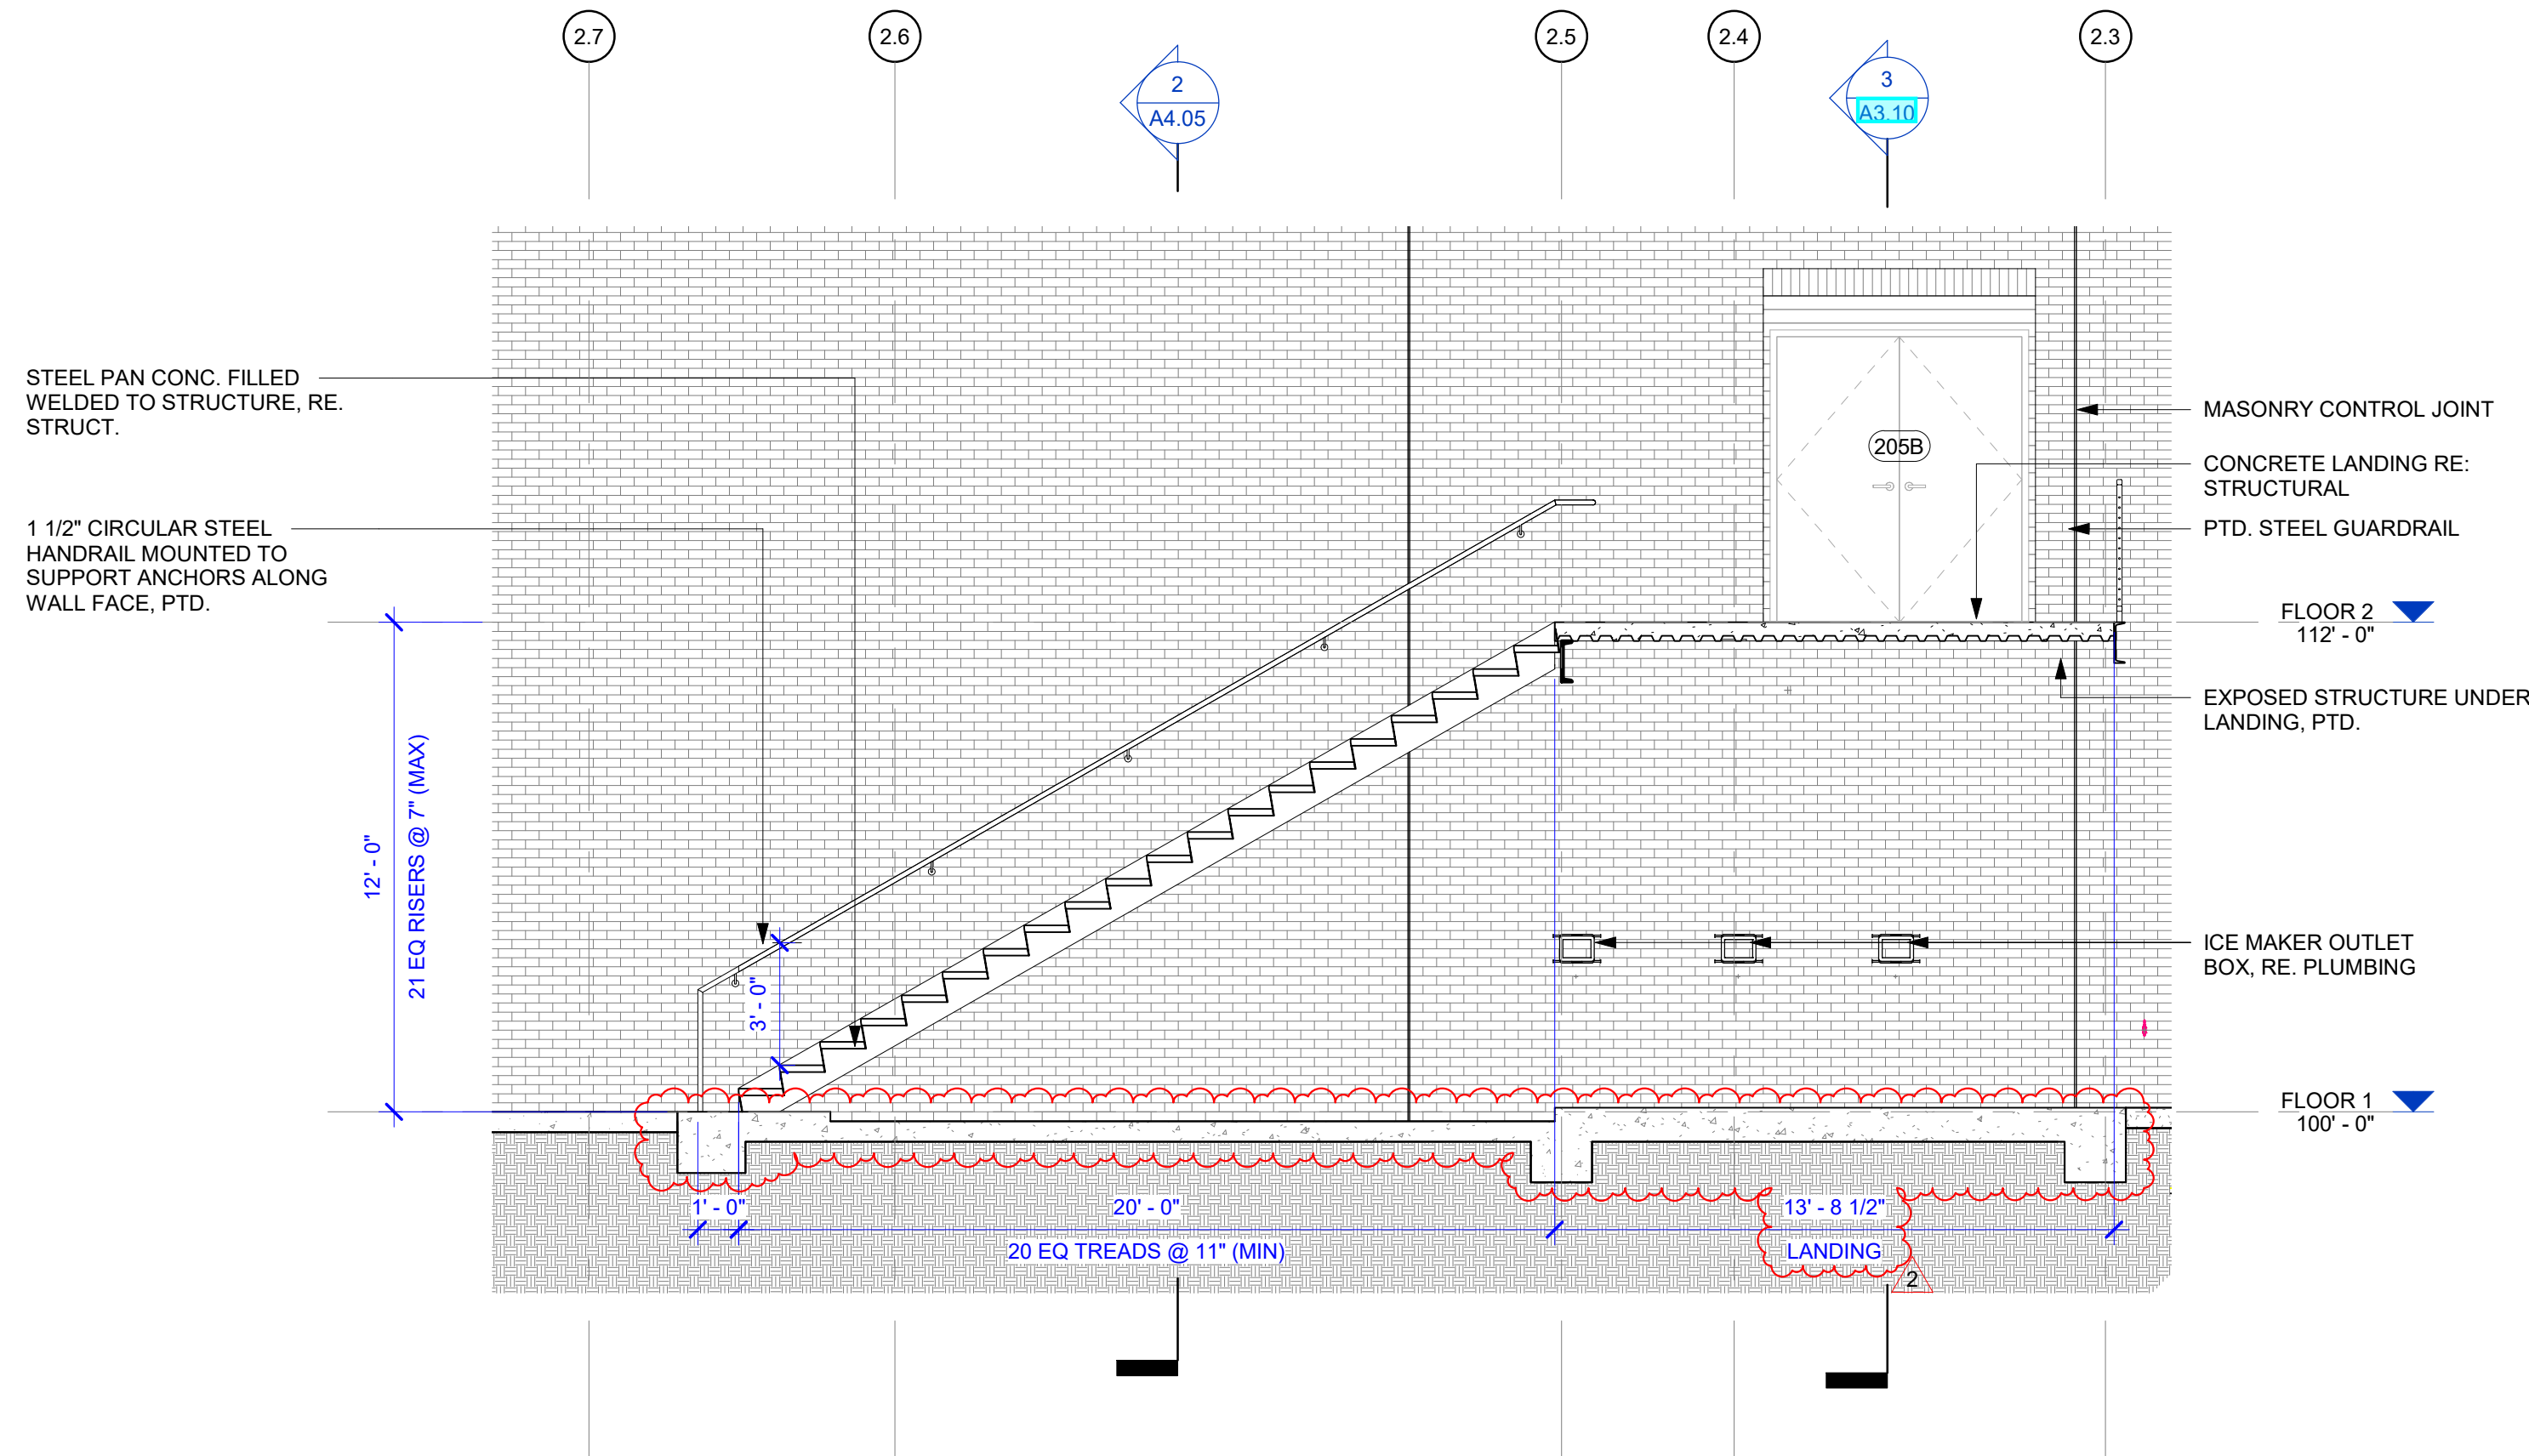 2.7
2.6
2.5
2.4
2.3
2
A4.05
3
A3.10
STEEL PAN CONC. FILLED
WELDED TO STRUCTURE, RE.
STRUCT.
1 1/2" CIRCULAR STEEL
HANDRAIL MOUNTED TO
SUPPORT ANCHORS ALONG
WALL FACE, PTD.
205B
MASONRY CONTROL JOINT
CONCRETE LANDING RE:
STRUCTURAL
PTD. STEEL GUARDRAIL
FLOOR 2
112' - 0"
EXPOSED STRUCTURE UNDER
LANDING, PTD.
12' - 0"
21 EQ RISERS @ 7" (MAX)
3' - 0"
ICE MAKER OUTLET
BOX, RE. PLUMBING
FLOOR 1
100' - 0"
1' - 0"
20' - 0"
13' - 8 1/2"
20 EQ TREADS @ 11" (MIN)
LANDING
2